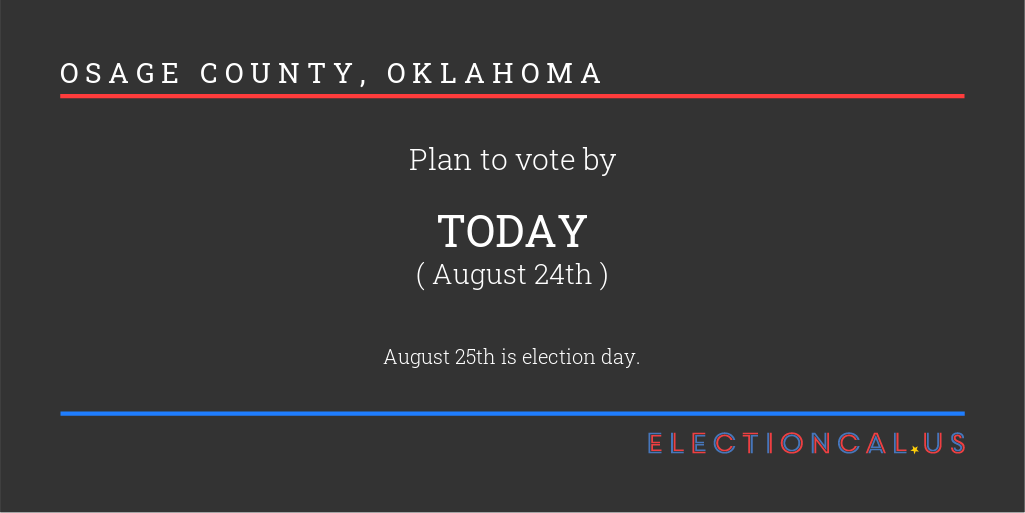 OSAGE COUNTY, OKLAHOMA
Plan to vote by
TODAY
( August 24th )
August 25th is election day.
ELECTIONCAL.US